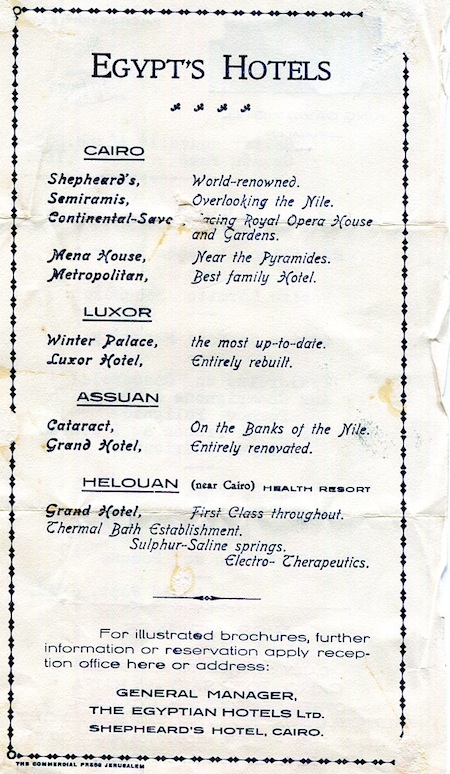 EGYPT'S HOTELS
CAIRO
Shepheard's, World-renowned.
Semiramis, Overlooking the Nile.
Continental-Savo Facing Royal Opera House
and Gardens.
Mena House, Near the Pyramides.
Metropolitan, Best family Hotel.
LUXOR
Winter Palace, the most up-to-date.
Luxor Hotel, Entirely rebuilt.
ASSUAN
Cataract, On the Banks of the Nile.
Grand Hotel, Entirely renovated.
HELOUAN (near Cairo) HEALTH RESORT
Grand Hotel, First Class throughout.
Thermal Bath Establishment.
Sulphur-Saline springs.
Electro- Therapeutics.
For illustrated brochures, further
information or reservation apply recep-
tion office here or address:
GENERAL MANAGER,
THE EGYPTIAN HOTELS LTD.
SHEPHEARD'S HOTEL, CAIRO.
THE COMMERCIAL PRESS JERUSALEM